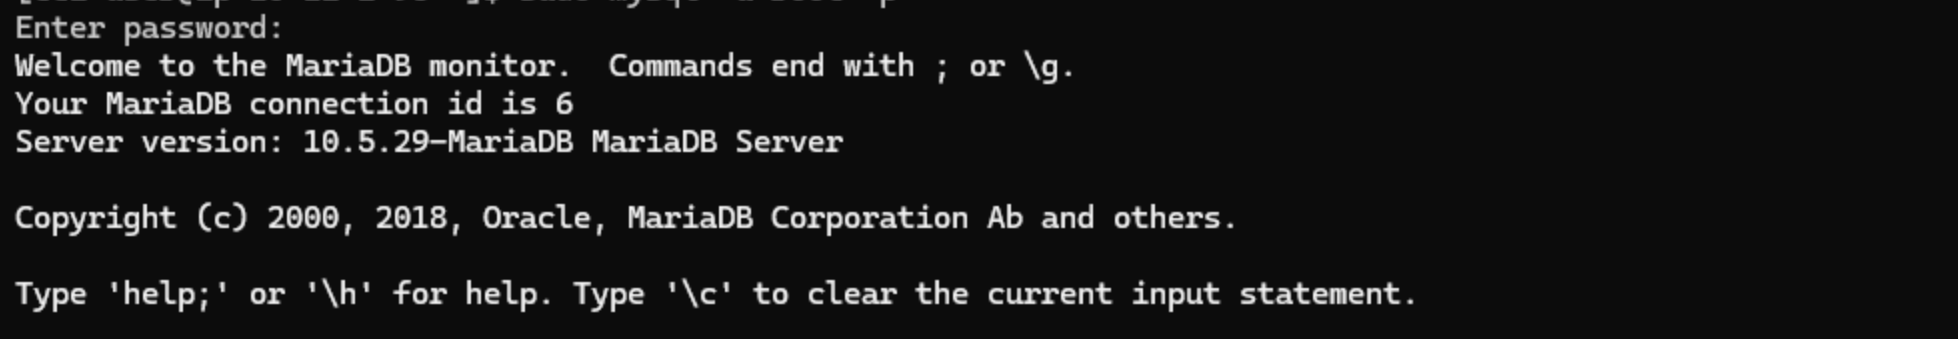 Enter password:
Welcome to the MariaDB monitor.  Commands end with ; or \g.
Your MariaDB connection id is 6
Server version: 10.5.29-MariaDB MariaDB Server
Copyright (c) 2000, 2018, Oracle, MariaDB Corporation Ab and others.
Type 'help;' or '\h' for help. Type '\c' to clear the current input statement.